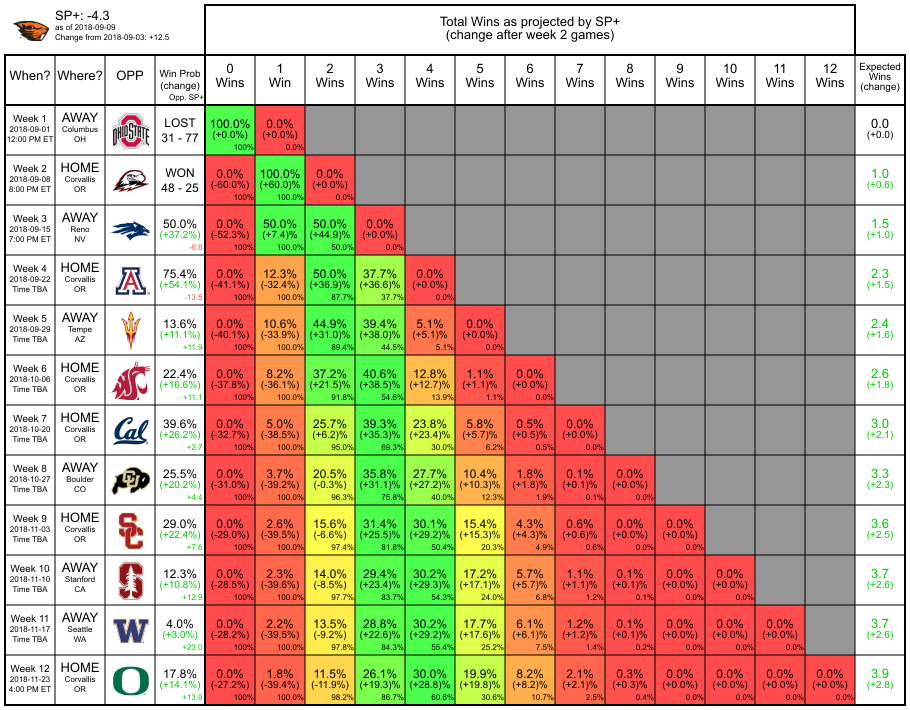 SP+: -4.3
as of 2018-09-09
Change from 2018-09-03: +12.5
Total Wins as projected by SP+
(change after week 2 games)
When? Where? OPP Win Prob (change) Opp. SP+ 0 Wins 1 Win 2 Wins 3 Wins 4 Wins 5 Wins 6 Wins 7 Wins 8 Wins 9 Wins 10 Wins 11 Wins 12 Wins Expected Wins (change)
Week 1 AWAY OHIO STATE LOST 100.0% 0.0% 0.0
2018-09-01 Columbus 31 - 77 (+0.0%) (+0.0%) (+0.0)
12:00 PM ET OH 100% 0.0%
Week 2 HOME WON 0.0% 100.0% 0.0% 1.0
2018-09-08 Corvallis 48 - 25 (-60.0%) (+60.0)% (+0.0%) (+0.6)
8:00 PM ET OR 100% 100.0% 0.0%
Week 3 AWAY 50.0% 0.0% 50.0% 50.0% 0.0% 1.5
2018-09-15 Reno (+37.2%) (-52.3%) (+7.4)% (+44.9)% (+0.0%) (+1.0)
7:00 PM ET NV -6.8 100% 100.0% 50.0% 0.0%
Week 4 HOME A 75.4% 0.0% 12.3% 50.0% 37.7% 0.0% 2.3
2018-09-22 Corvallis (+54.1%) (-41.1%) (-32.4)% (+36.9)% (+36.6)% (+0.0%) (+1.5)
Time TBA OR -13.5 100% 100.0% 87.7% 37.7% 0.0%
Week 5 AWAY 13.6% 0.0% 10.6% 44.9% 39.4% 5.1% 0.0% 2.4
2018-09-29 Tempe (+11.1%) (-40.1%) (-33.9)% (+31.0)% (+38.0)% (+5.1)% (+0.0%) (+1.6)
Time TBA AZ +11.9 100% 100.0% 89.4% 44.5% 5.1% 0.0%
Week 6 HOME 22.4% 0.0% 8.2% 37.2% 40.6% 12.8% 1.1% 0.0% 2.6
2018-10-06 Corvallis (+16.6%) (-37.8%) (-36.1)% (+21.5)% (+38.5)% (+12.7)% (+1.1)% (+0.0%) (+1.8)
Time TBA OR +11.1 100% 100.0% 91.8% 54.6% 13.9% 1.1% 0.0%
Week 7 HOME Cal 39.6% 0.0% 5.0% 25.7% 39.3% 23.8% 5.8% 0.5% 0.0% 3.0
2018-10-20 Corvallis (+26.2%) (-32.7%) (-38.5)% (+6.2)% (+35.3)% (+23.4)% (+5.7)% (+0.5)% (+0.0%) (+2.1)
Time TBA OR +2.7 100% 100.0% 95.0% 69.3% 30.0% 6.2% 0.5% 0.0%
Week 8 AWAY CU 25.5% 0.0% 3.7% 20.5% 35.8% 27.7% 10.4% 1.8% 0.1% 0.0% 3.3
2018-10-27 Boulder (+20.2%) (-31.0%) (-39.2)% (-0.3)% (+31.1)% (+27.2)% (+10.3)% (+1.8)% (+0.1)% (+0.0%) (+2.3)
Time TBA CO +4.4 100% 100.0% 96.3% 75.8% 40.0% 12.3% 1.9% 0.1% 0.0%
Week 9 HOME SC 29.0% 0.0% 2.6% 15.6% 31.4% 30.1% 15.4% 4.3% 0.6% 0.0% 0.0% 3.6
2018-11-03 Corvallis (+22.4%) (-29.0%) (-39.5)% (-6.6)% (+25.5)% (+29.2)% (+15.3)% (+4.3)% (+0.6)% (+0.0)% (+0.0%) (+2.5)
Time TBA OR +7.6 100% 100.0% 97.4% 81.8% 50.4% 20.3% 4.9% 0.6% 0.0% 0.0%
Week 10 AWAY S 12.3% 0.0% 2.3% 14.0% 29.4% 30.2% 17.2% 5.7% 1.1% 0.1% 0.0% 0.0% 3.7
2018-11-10 Stanford (+10.8%) (-28.5%) (-39.6)% (-8.5)% (+23.4)% (+29.3)% (+17.1)% (+5.7)% (+1.1)% (+0.1)% (+0.0)% (+0.0%) (+2.6)
Time TBA CA +12.9 100% 100.0% 97.7% 83.7% 54.3% 24.0% 6.8% 1.2% 0.1% 0.0% 0.0%
Week 11 AWAY W 4.0% 0.0% 2.2% 13.5% 28.8% 30.2% 17.7% 6.1% 1.2% 0.1% 0.0% 0.0% 0.0% 3.7
2018-11-17 Seattle (+3.0%) (-28.2%) (-39.5)% (-9.2)% (+22.6)% (+29.2)% (+17.6)% (+6.1)% (+1.2)% (+0.1)% (+0.0)% (+0.0)% (+0.0%) (+2.6)
Time TBA WA +23.0 100% 100.0% 97.8% 84.3% 55.4% 25.2% 7.5% 1.4% 0.2% 0.0% 0.0% 0.0%
Week 12 HOME O 17.8% 0.0% 1.8% 11.5% 26.1% 30.0% 19.9% 8.2% 2.1% 0.3% 0.0% 0.0% 0.0% 0.0% 3.9
2018-11-23 Corvallis (+14.1%) (-27.2%) (-39.4)% (-11.9)% (+19.3)% (+28.8)% (+19.8)% (+8.2)% (+2.1)% (+0.3)% (+0.0)% (+0.0)% (+0.0)% (+0.0%) (+2.8)
4:00 PM ET OR +13.9 100% 100.0% 98.2% 86.7% 60.6% 30.6% 10.7% 2.5% 0.4% 0.0% 0.0% 0.0% 0.0%